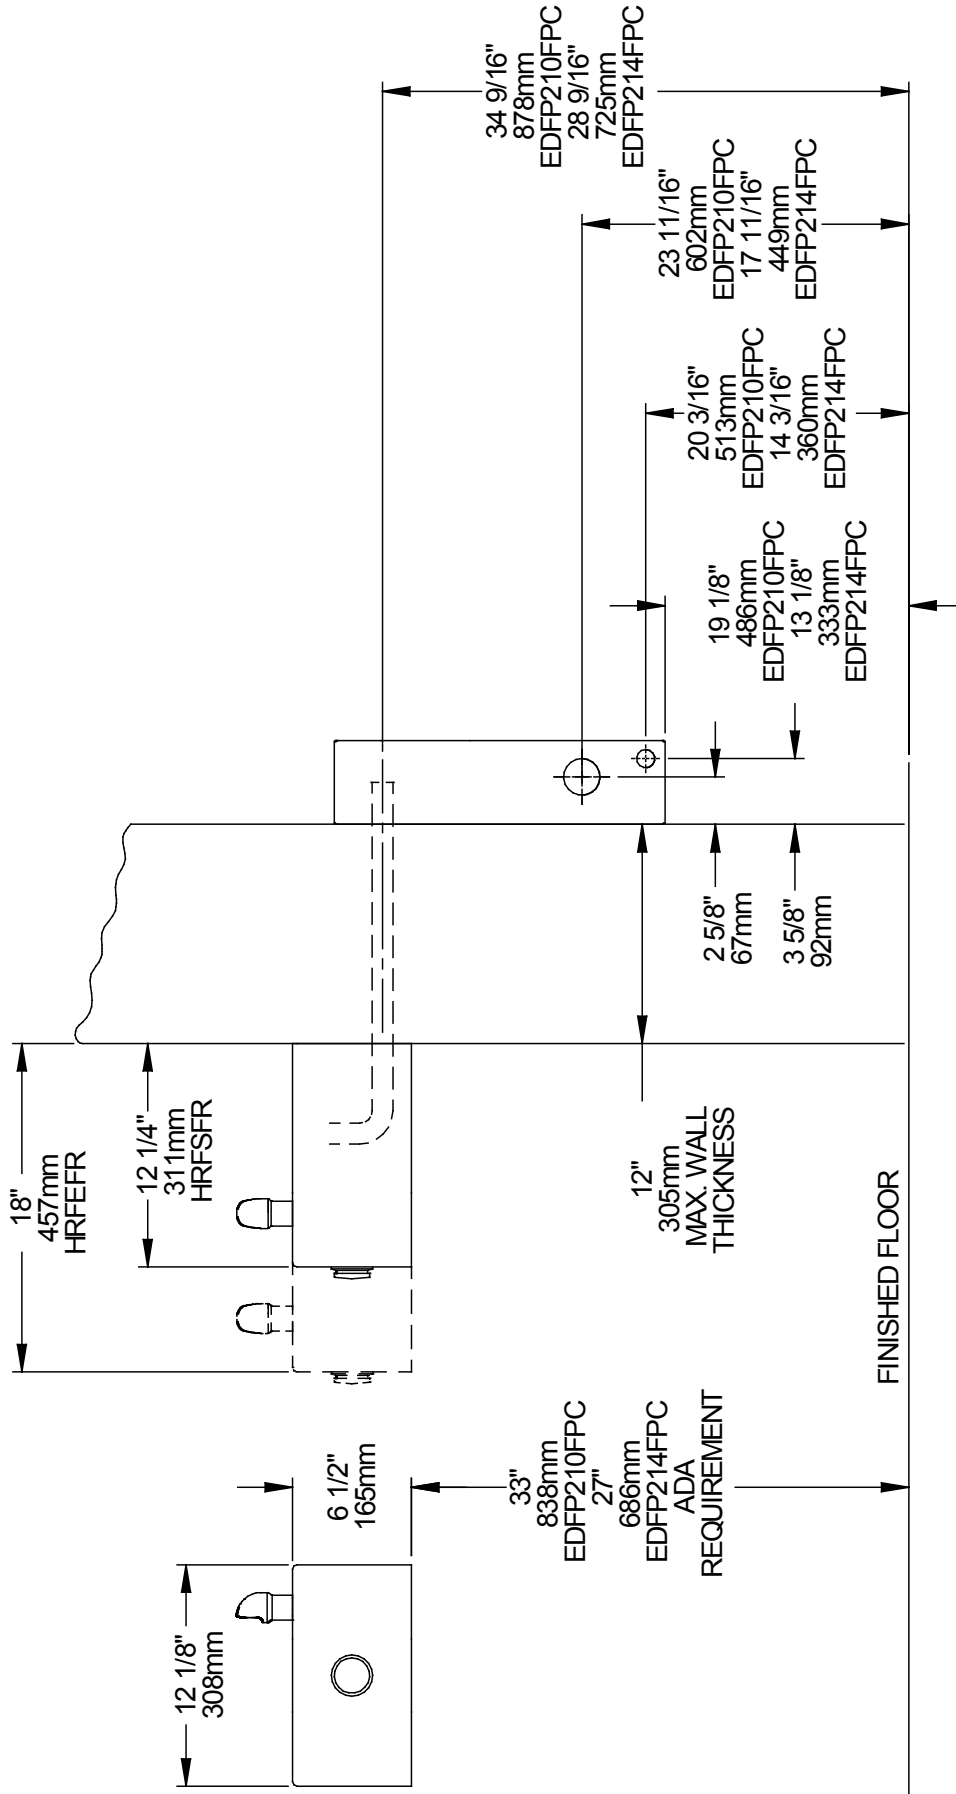 12 1/8"
308mm
6 1/2"
165mm
33"
838mm
EDFP210FPC
27"
686mm
EDFP214FPC
ADA
REQUIREMENT
18"
457mm
HRFEFR
12 1/4"
311mm
HRFSFR
12"
305mm
MAX. WALL
THICKNESS
FINISHED FLOOR
2 5/8"
67mm
3 5/8"
92mm
19 1/8"
486mm
EDFP210FPC
13 1/8"
333mm
EDFP214FPC
20 3/16"
513mm
EDFP210FPC
14 3/16"
360mm
EDFP214FPC
23 11/16"
602mm
EDFP210FPC
17 11/16"
449mm
EDFP214FPC
34 9/16"
878mm
EDFP210FPC
28 9/16"
725mm
EDFP214FPC